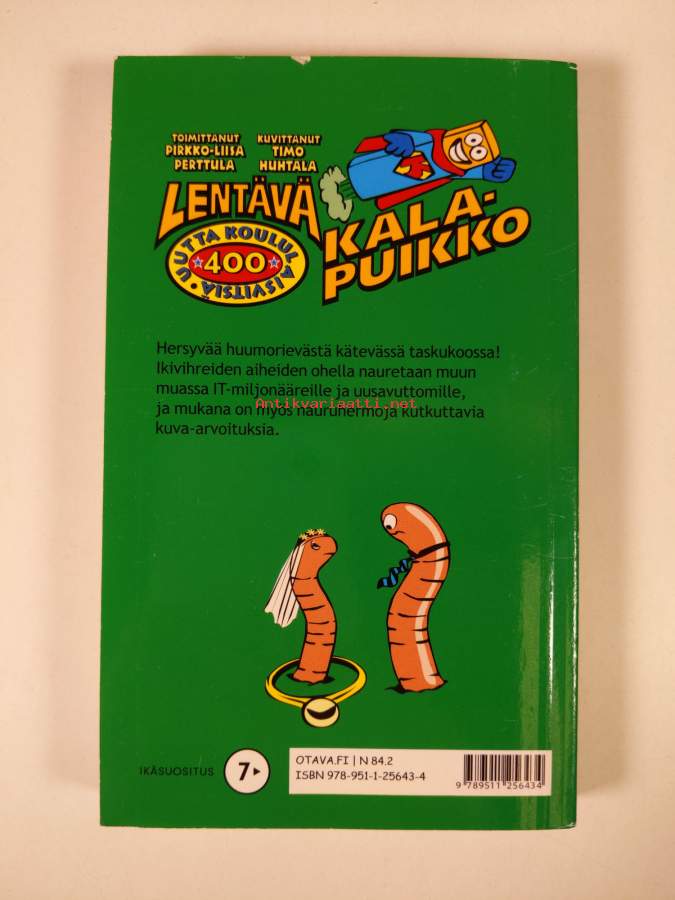 TOIMITTANUT
PIRKKO-LIISA
PERTTULA
KUVITTANUT
TIMO
HUHTALA
LENTÄVÄ
KALA-
PUIKKO
400
UUTTA KOULULAISVITSIÄ
K
Hersyvää huumorievästä kätevässä taskukoossa!
Ikivihreiden aiheiden ohella nauretaan muun
muassa IT-miljonääreille ja uusavuttomille,
ja mukana on myös nauruhermoja kutkuttavia
kuva-arvoituksia.
Antikvariaatti.net
IKÄSUOSITUS
7
OTAVA.FI | N 84.2
ISBN 978-951-1-25643-4
9 789511 256434